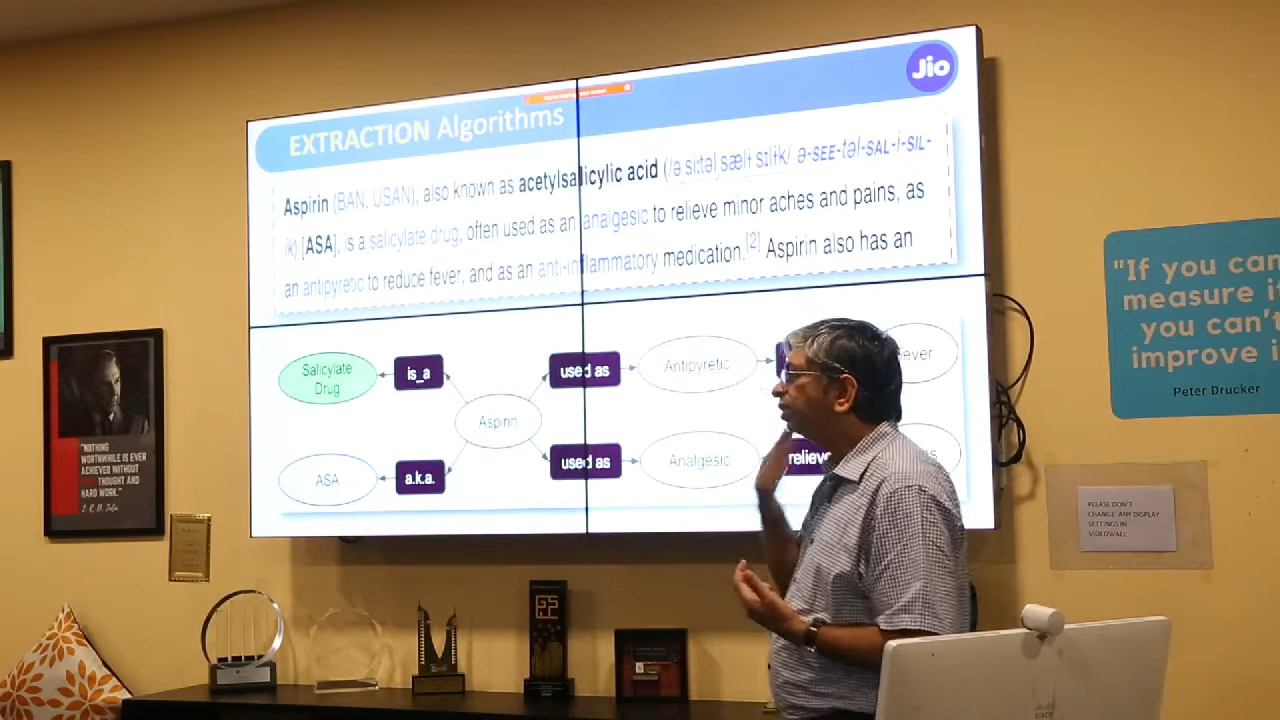 Jio
EXTRACTION Algorithms
Aspirin (BAN, USAN), also known as acetylsalicylic acid (/ə
ə-SEE-təl-SAL-i-SIL-
ik) [ASA], is a salicylate drug, often used as an analgesic to relieve minor aches and pains, as
an antipyretic to reduce fever, and as an anti-inflammatory medication.[2] Aspirin also has an
Salicylate
Drug
is_a
used as
Antipyretic
ever
Aspirin
ASA
a.k.a.
used as
Analgesic
relieve
"If you can
measure i
you can't
improve i
Peter Drucker
"NOTHING
WORTHWHILE IS EVER
ACHIEVED WITHOUT
THOUGHT AND
HARD WORK."
PLEASE DON'T
CHANGE ANY DISPLAY
SETTINGS IN
VIDEOWALL
CISCO